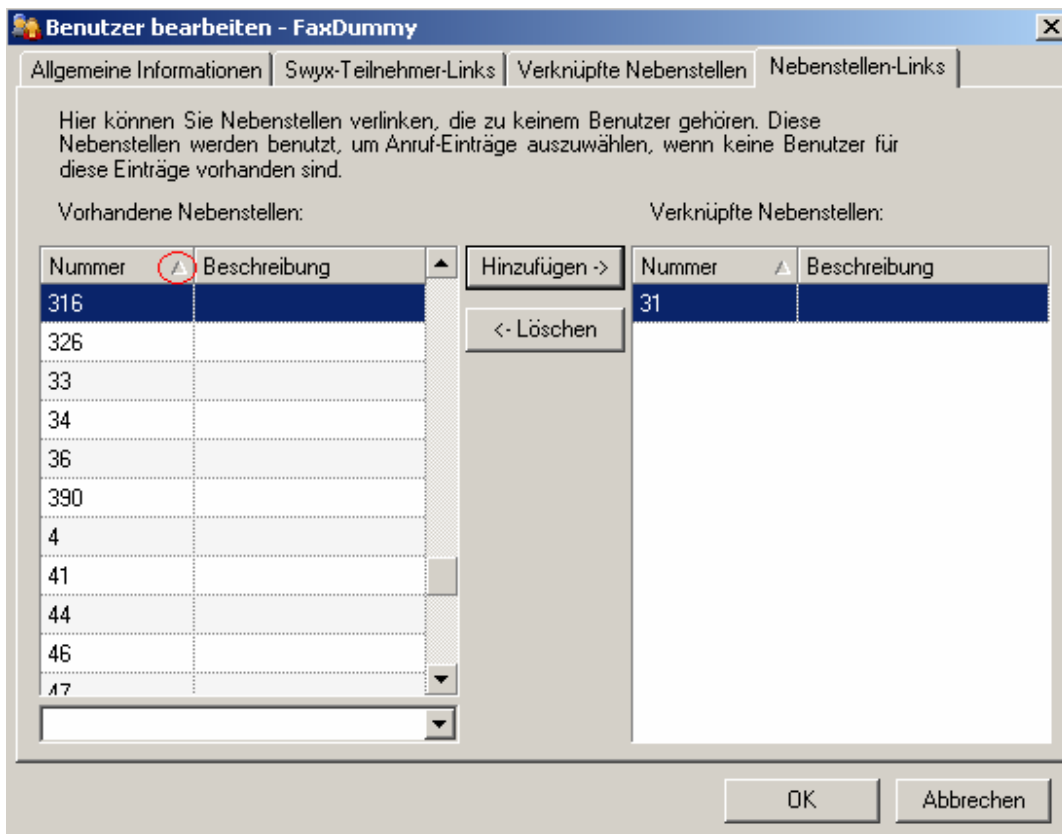 Benutzer bearbeiten - FaxDummy
Allgemeine Informationen Swyx-Teilnehmer-Links Verknüpfte Nebenstellen Nebenstellen-Links
Hier können Sie Nebenstellen verlinken, die zu keinem Benutzer gehören. Diese
Nebenstellen werden benutzt, um Anruf-Einträge auszuwählen, wenn keine Benutzer für
diese Einträge vorhanden sind.
Vorhandene Nebenstellen: Verknüpfte Nebenstellen:
Nummer Beschreibung Hinzufügen -> Nummer Beschreibung
316 31
<- Löschen
326
33
34
36
390
4
41
44
46
47
OK Abbrechen